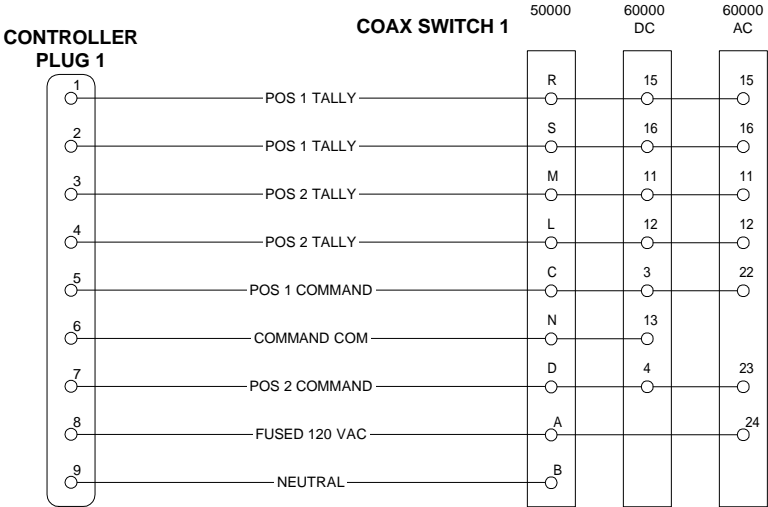 50000 60000 60000
COAX SWITCH 1 DC AC
CONTROLLER
PLUG 1
1 POS 1 TALLY R 15 15
2 POS 1 TALLY S 16 16
3 POS 2 TALLY M 11 11
4 POS 2 TALLY L 12 12
5 POS 1 COMMAND C 3 22
6 COMMAND COM N 13
7 POS 2 COMMAND D 4 23
8 FUSED 120 VAC A 24
9 NEUTRAL B